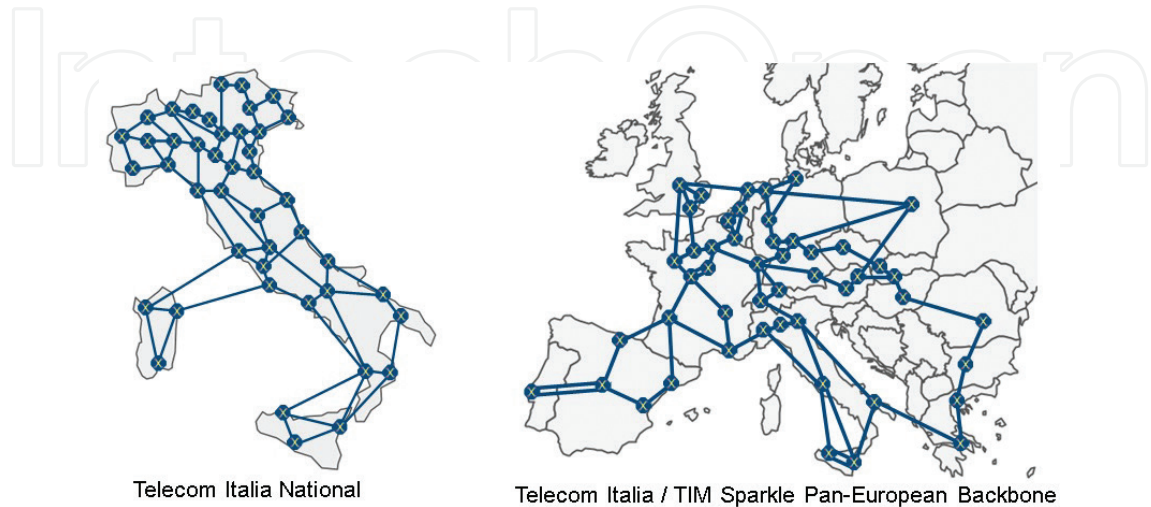 IntechOpen
Telecom Italia National
Telecom Italia / TIM Sparkle Pan-European Backbone